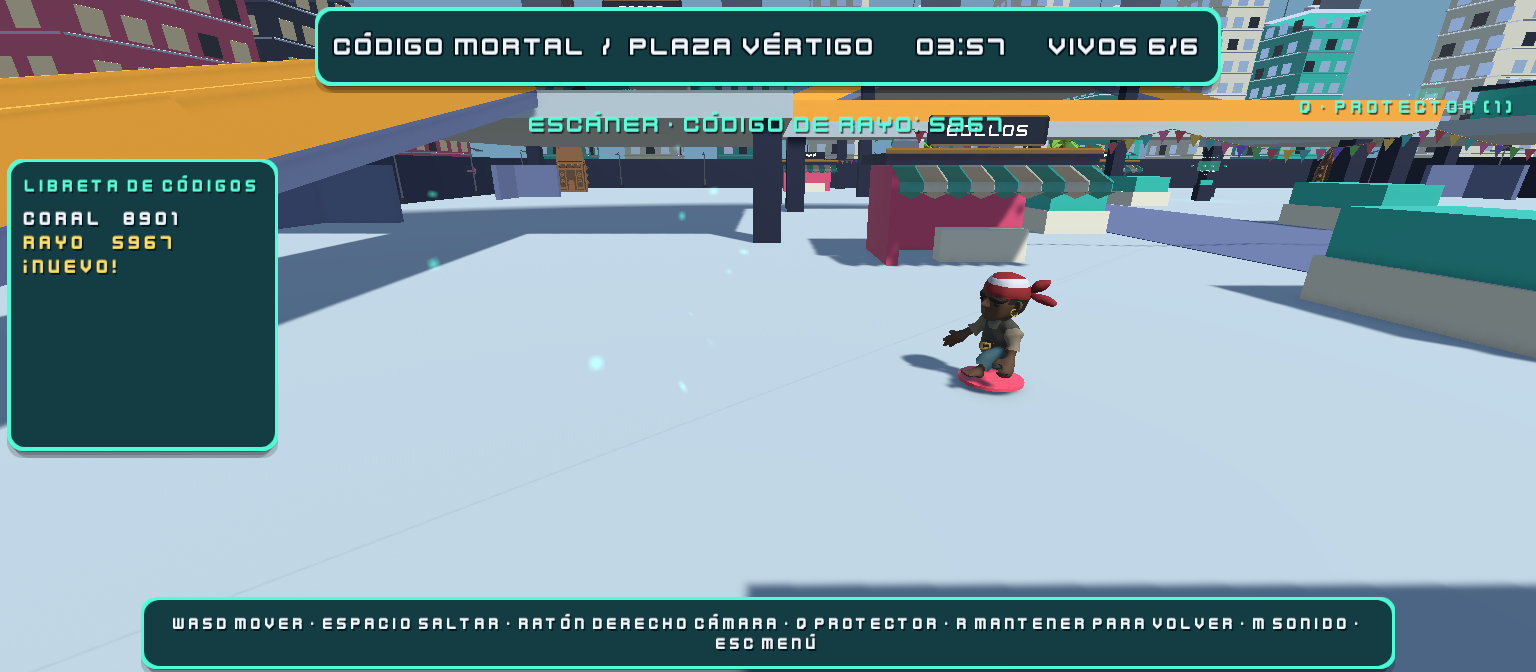 CÓDIGO MORTAL / PLAZA VÉRTIGO 03:57 VIVOS 6/6
Q · PROTECTOR (1)
ESCÁNER · CÓDIGO DE RAYO: 5967
LIBRETA DE CÓDIGOS
CORAL 8901
RAYO 5967
¡NUEVO!
WASD MOVER · ESPACIO SALTAR · RATÓN DERECHO CÁMARA · Q PROTECTOR · R MANTENER PARA VOLVER · M SONIDO ·
ESC MENÚ